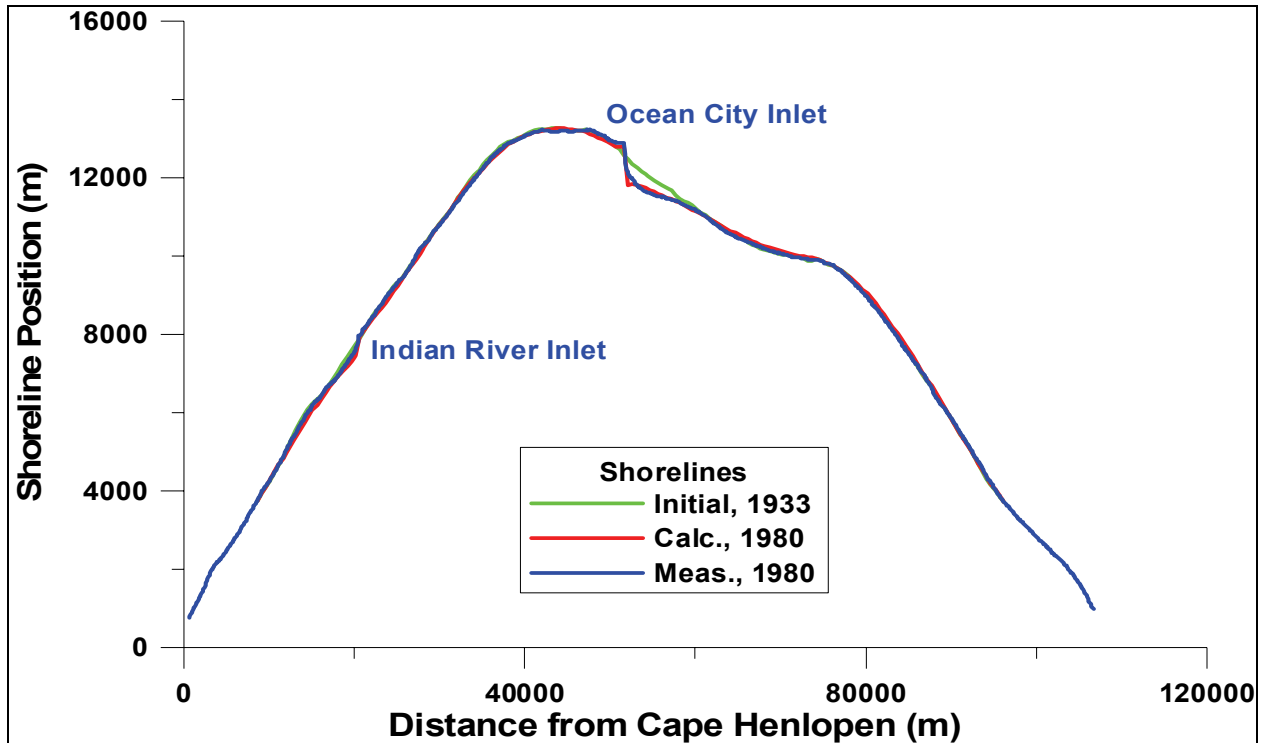 16000
12000
8000
4000
0
Shoreline Position (m)
Ocean City Inlet
Indian River Inlet
Shorelines
Initial, 1933
Calc., 1980
Meas., 1980
0
40000
80000
120000
Distance from Cape Henlopen (m)